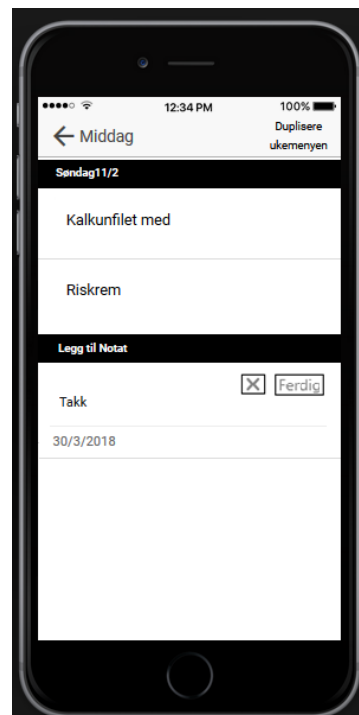 12:34 PM
100%
← Middag
Duplisere
ukemenyen
Søndag11/2
Kalkunfilet med
Riskrem
Legg til Notat
Ferdig
Takk
30/3/2018